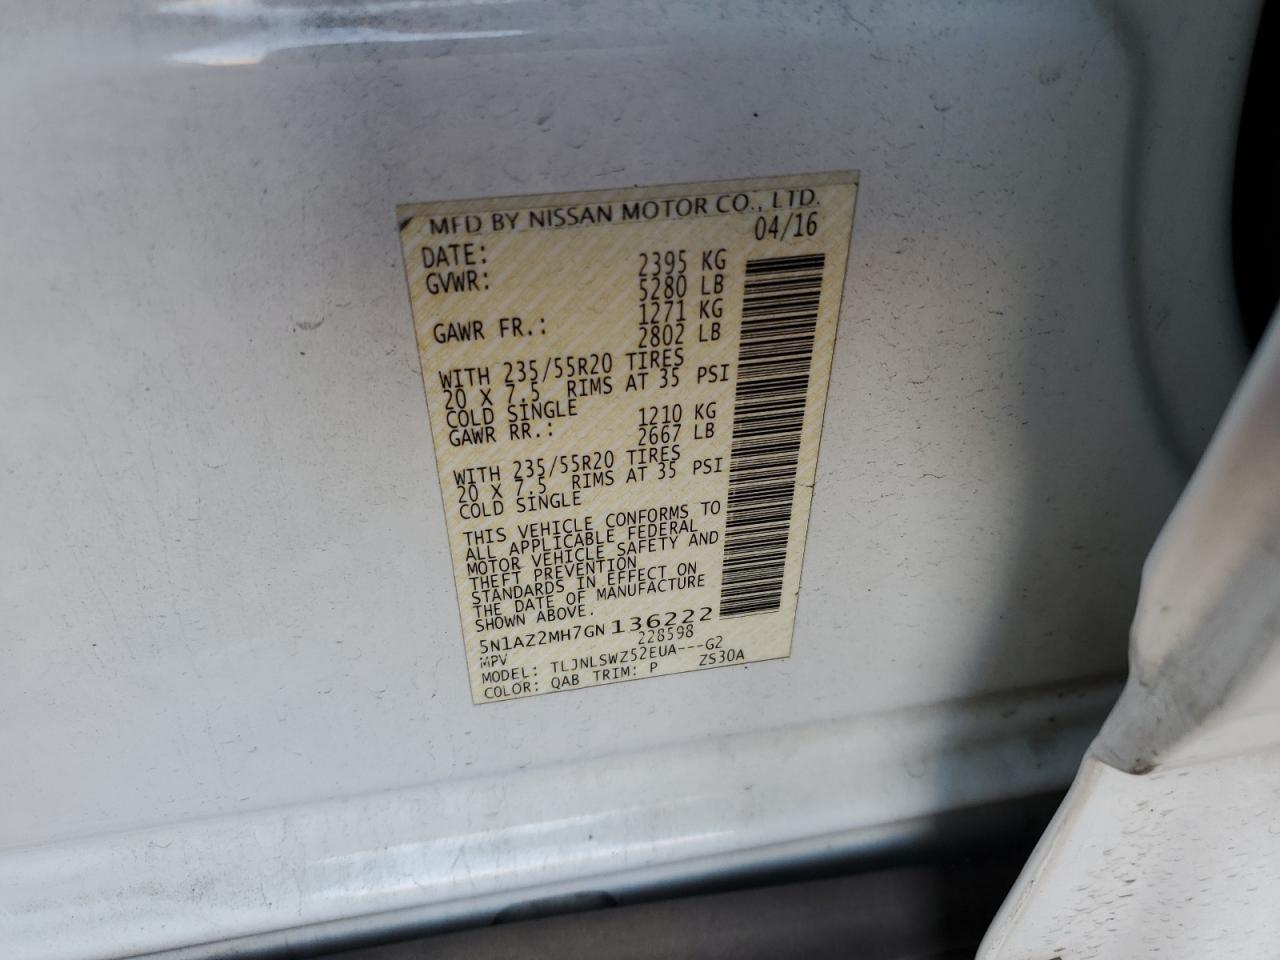 MFD BY NISSAN MOTOR CO., LTD.
DATE: 04/16
GVWR: 2395 KG
5280 LB
GAWR FR.: 1271 KG
2802 LB
WITH 235/55R20 TIRES
20 X 7.5 RIMS AT 35 PSI
COLD SINGLE
GAWR RR.: 1210 KG
2667 LB
WITH 235/55R20 TIRES
20 X 7.5 RIMS AT 35 PSI
COLD SINGLE
THIS VEHICLE CONFORMS TO
ALL APPLICABLE FEDERAL
MOTOR VEHICLE SAFETY AND
THEFT PREVENTION
STANDARDS IN EFFECT ON
THE DATE OF MANUFACTURE
SHOWN ABOVE.
5N1AZ2MH7GN136222
MPV 228598
MODEL: TLJNLSWZ52EUA---G2
COLOR: QAB TRIM: P ZS30A